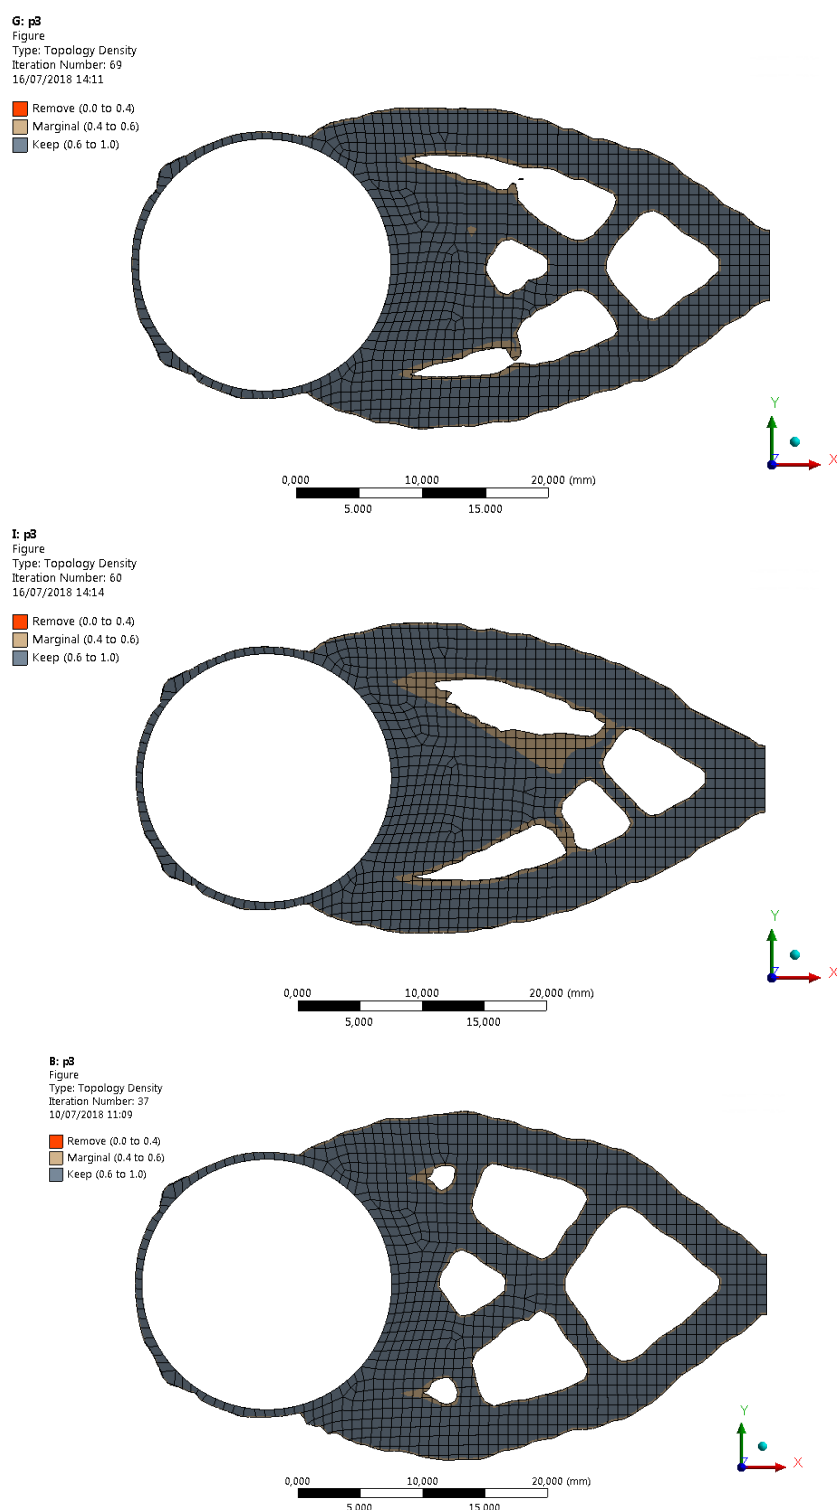 G: p3
Figure
Type: Topology Density
Iteration Number: 69
16/07/2018 14:11
Remove (0.0 to 0.4)
Marginal (0.4 to 0.6)
Keep (0.6 to 1.0)
Y
Z
X
0,000 10,000 20,000 (mm)
5.000 15.000
I: p3
Figure
Type: Topology Density
Iteration Number: 60
16/07/2018 14:14
Remove (0.0 to 0.4)
Marginal (0.4 to 0.6)
Keep (0.6 to 1.0)
Y
Z
X
0,000 10,000 20,000 (mm)
5,000 15,000
B: p3
Figure
Type: Topology Density
Iteration Number: 37
10/07/2018 11:09
Remove (0.0 to 0.4)
Marginal (0.4 to 0.6)
Keep (0.6 to 1.0)
Y
Z
X
0,000 10,000 20,000 (mm)
5,000 15,000